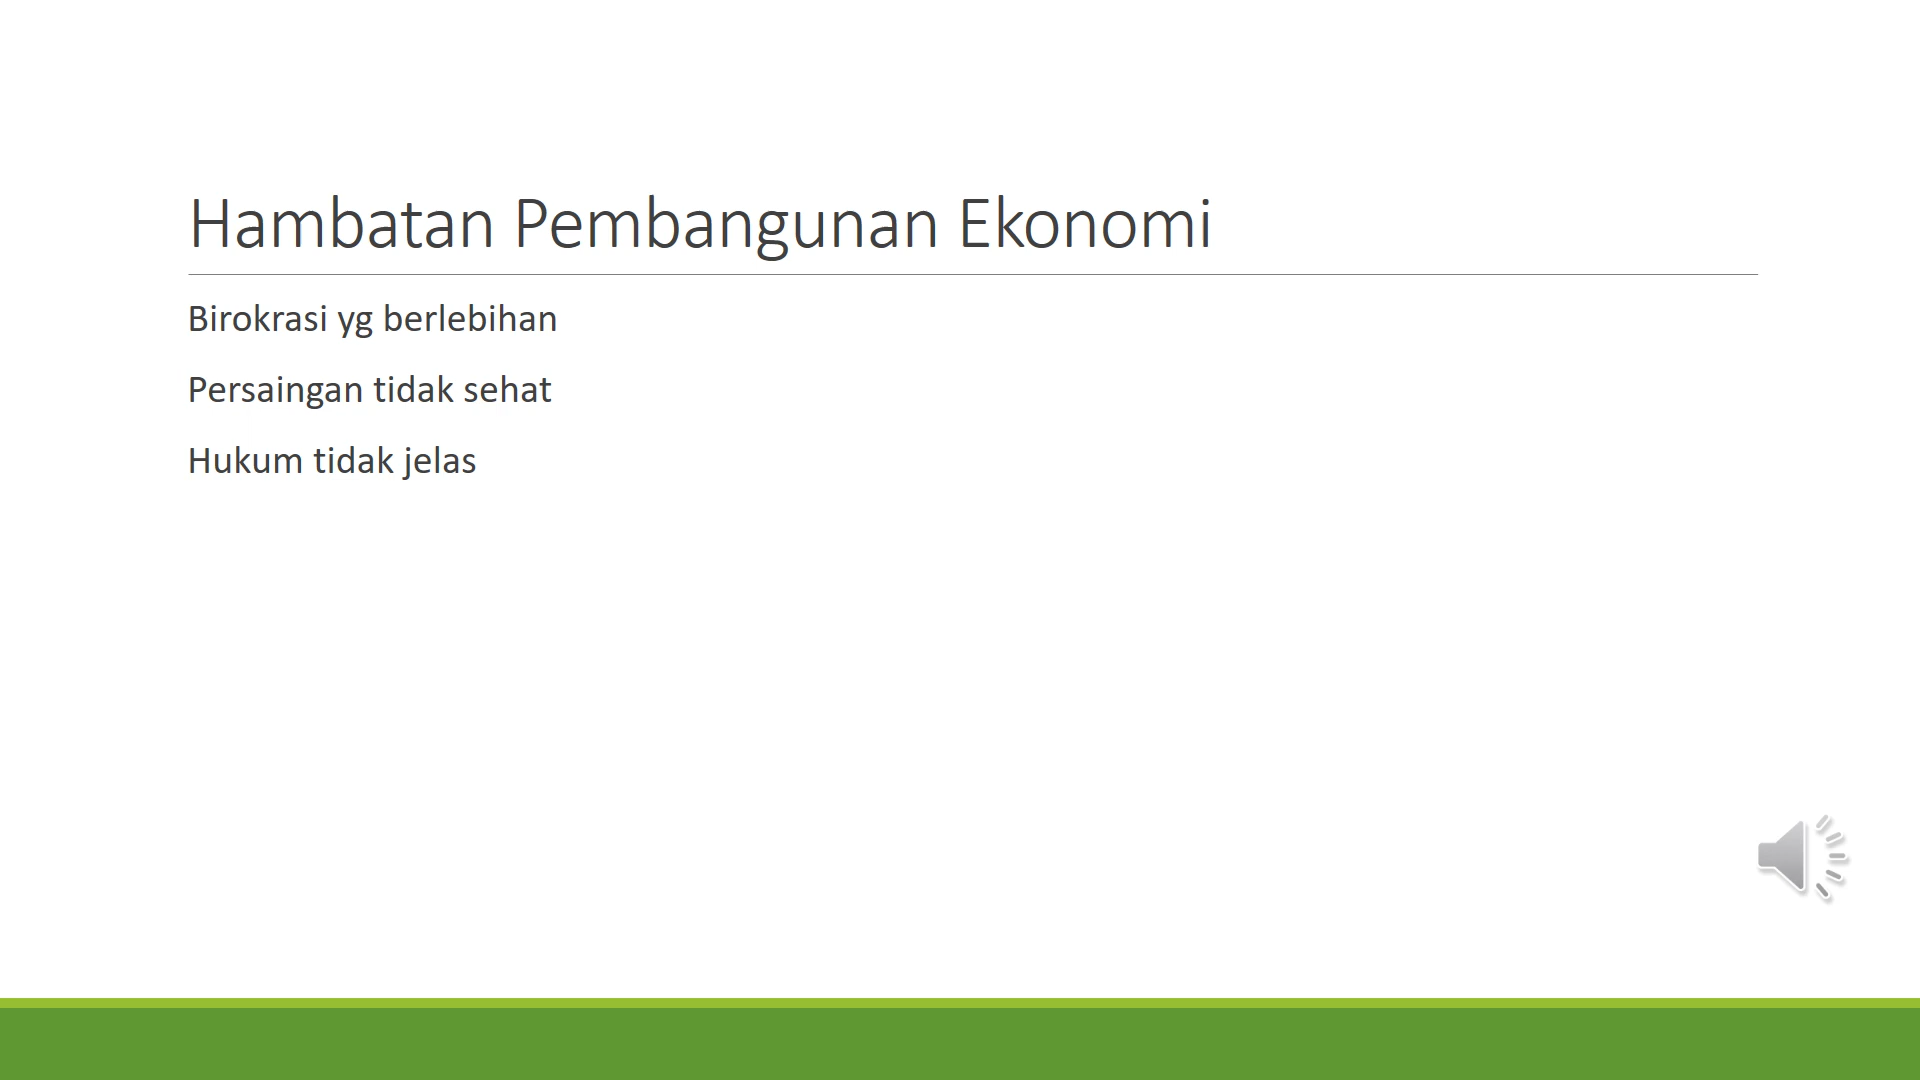 Hambatan Pembangunan Ekonomi
Birokrasi yg berlebihan
Persaingan tidak sehat
Hukum tidak jelas